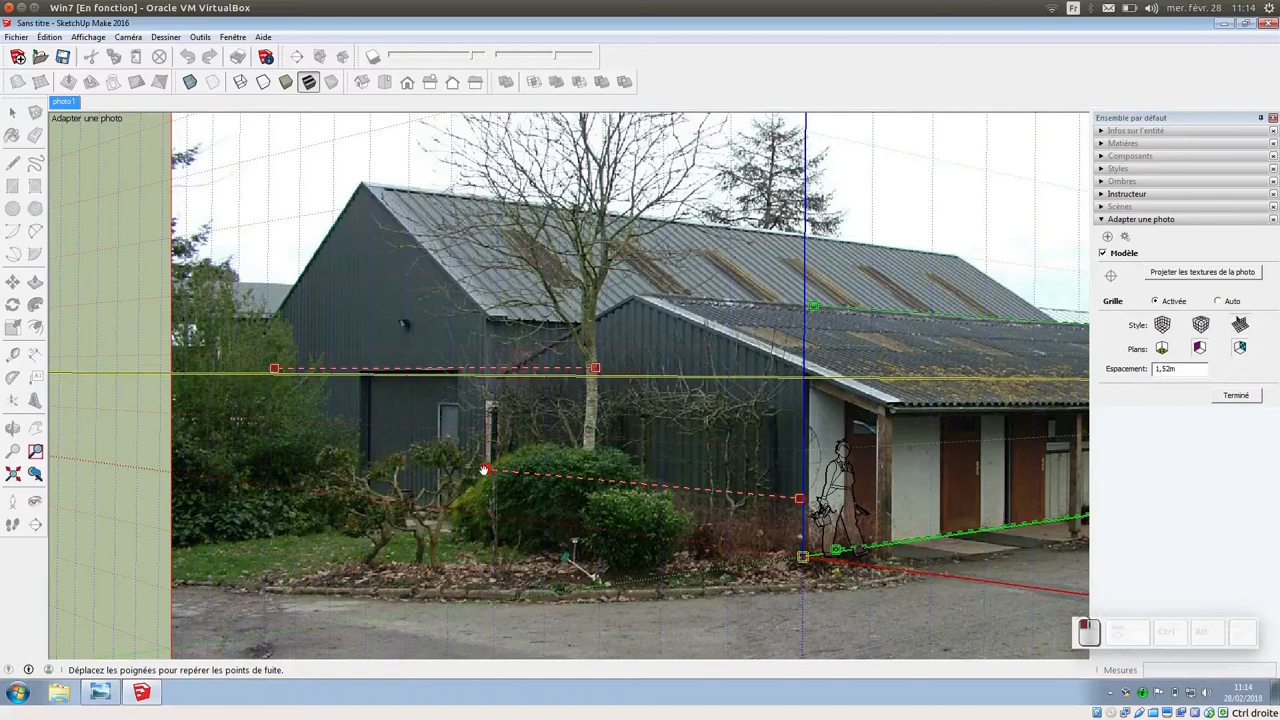 Win7 [En fonction] - Oracle VM VirtualBox
Fr
mer. févr. 28
11:14
Sans titre - SketchUp Make 2016
Fichier Édition Affichage Caméra Dessiner Outils Fenêtre Aide
photo1
Adapter une photo
Ensemble par défaut
Infos sur l'entité
Matières
Composants
Styles
Ombres
Instructeur
Scènes
Adapter une photo
Modèle
Projeter les textures de la photo
Grille Activée Auto
Style:
Plans:
Espacement: 1,52m
Terminé
Ctrl Alt
Déplacez les poignées pour repérer les points de fuite.
Mesures
11:14
28/02/2018
Ctrl droite